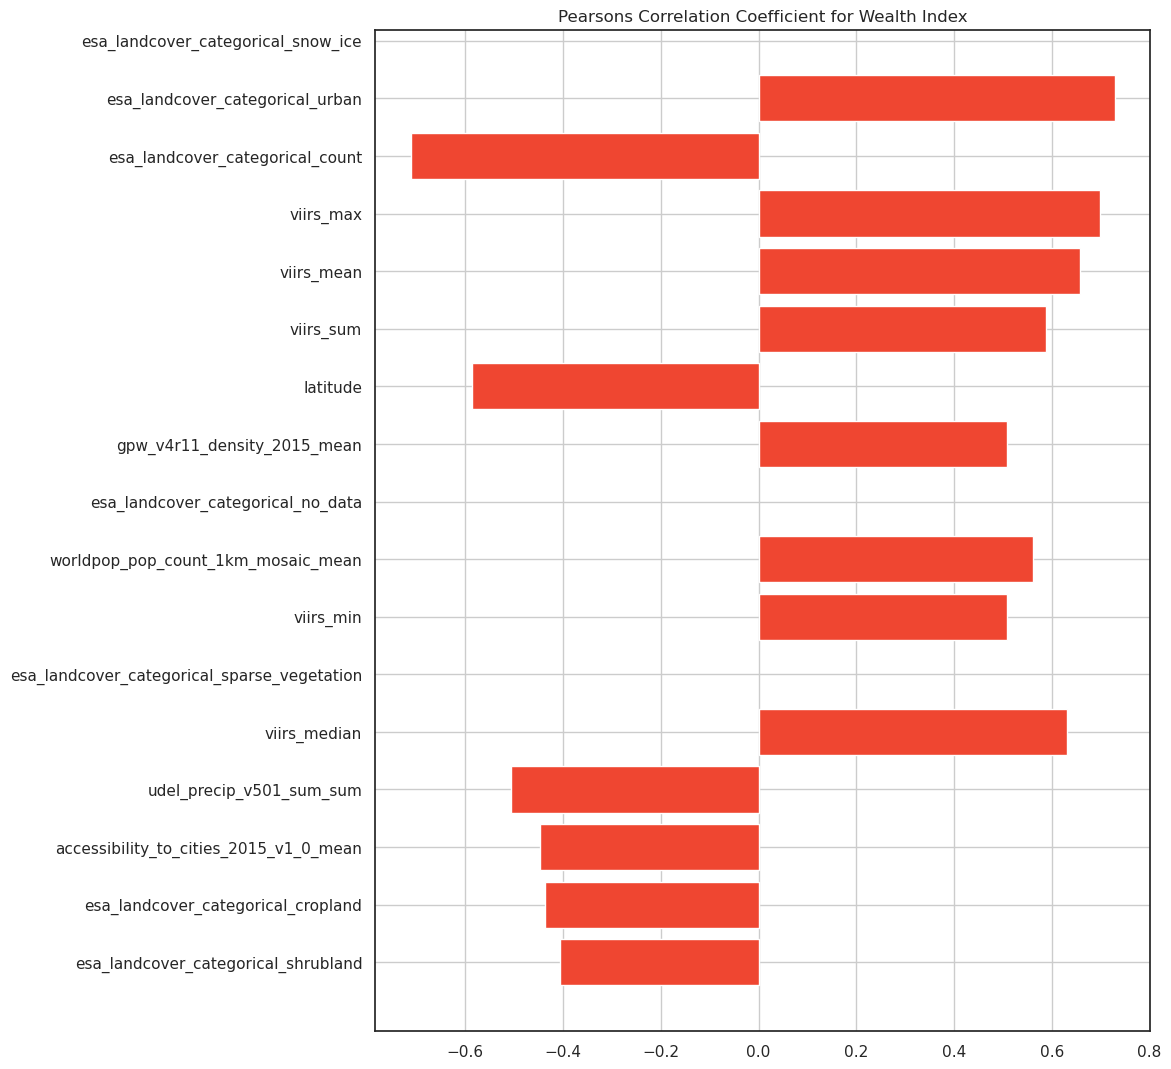 Pearsons Correlation Coefficient for Wealth Index
esa_landcover_categorical_snow_ice
esa_landcover_categorical_urban
esa_landcover_categorical_count
viirs_max
viirs_mean
viirs_sum
latitude
gpw_v4r11_density_2015_mean
esa_landcover_categorical_no_data
worldpop_pop_count_1km_mosaic_mean
viirs_min
esa_landcover_categorical_sparse_vegetation
viirs_median
udel_precip_v501_sum_sum
accessibility_to_cities_2015_v1_0_mean
esa_landcover_categorical_cropland
esa_landcover_categorical_shrubland
−0.6 −0.4 −0.2 0.0 0.2 0.4 0.6 0.8